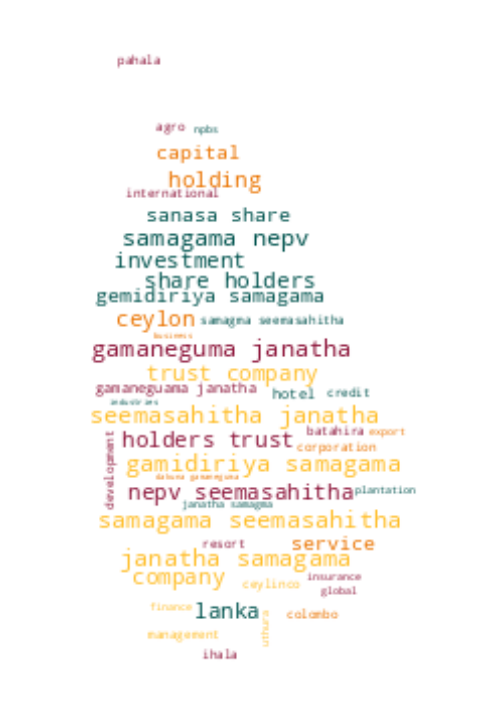 pahala
agro npbs
capital
holding
international
sanasa share
samagama nepv
investment
share holders
gemidiriya samagama
ceylon samagma seemasahitha
business
gamaneguma janatha
trust company
gamaneguama janatha hotel credit
industries
seemasahitha janatha
development holders trust batahira export
corporation
gamidiriya samagama
dakuna gamaneguma
nepv seemasahitha plantation
janatha samagma
samagama seemasahitha
resort service
janatha samagama
company ceylinco insurance
global
finance lanka colombo
uthura
management
ihala